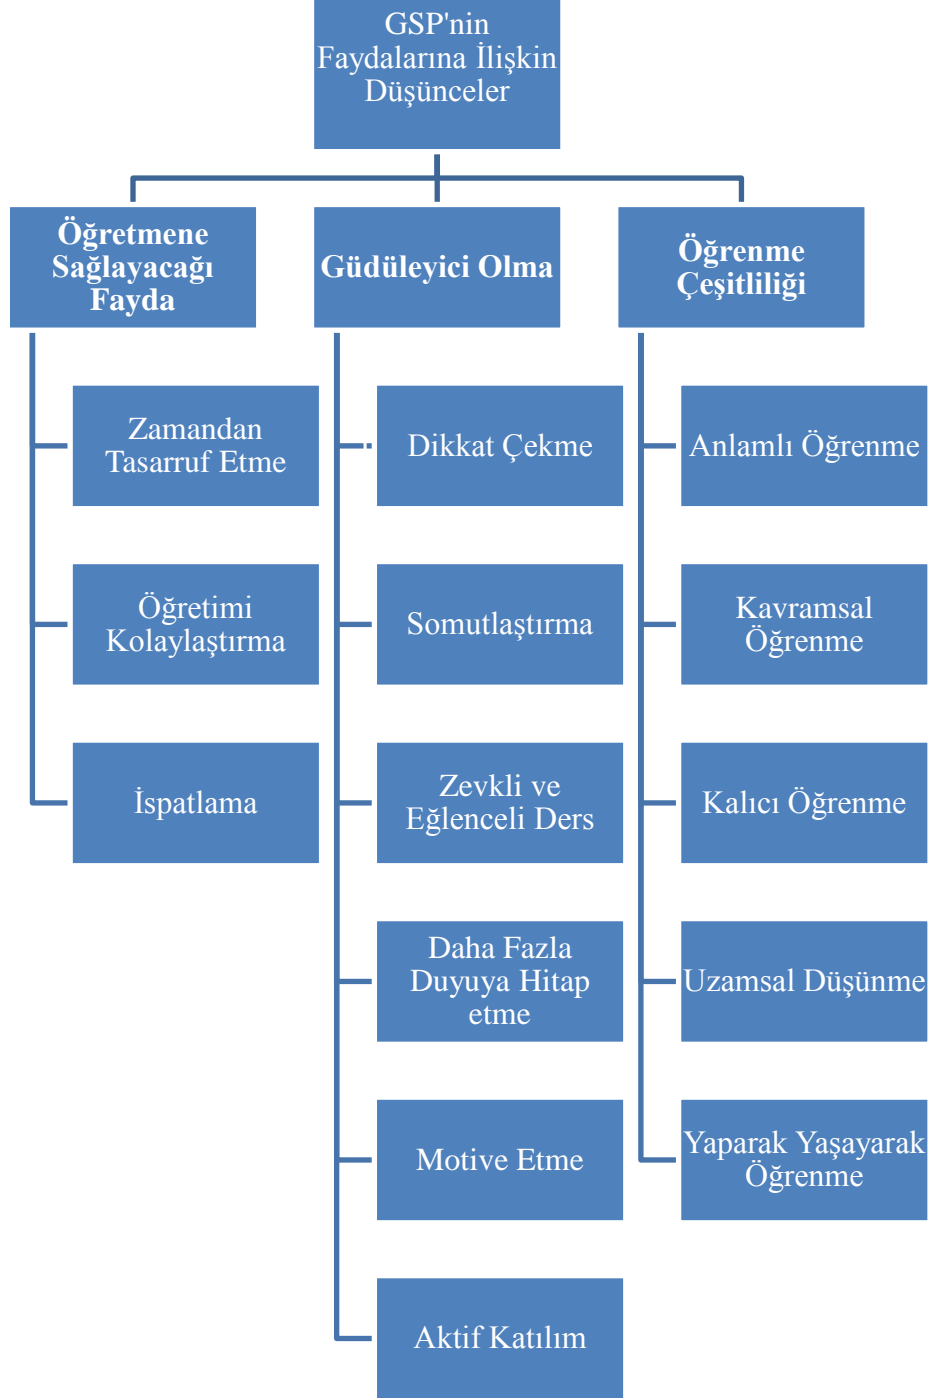 GSP'nin
Faydalarına İlişkin
Düşünceler
Öğretmene
Sağlayacağı
Fayda
Zamandan
Tasarruf Etme
Öğretimi
Kolaylaştırma
İspatlama
Güdüleyici Olma
Dikkat Çekme
Somutlaştırma
Zevkli ve
Eğlenceli Ders
Daha Fazla
Duyuya Hitap
etme
Motive Etme
Aktif Katılım
Öğrenme
Çeşitliliği
Anlamlı Öğrenme
Kavramsal
Öğrenme
Kalıcı Öğrenme
Uzamsal Düşünme
Yaparak Yaşayarak
Öğrenme